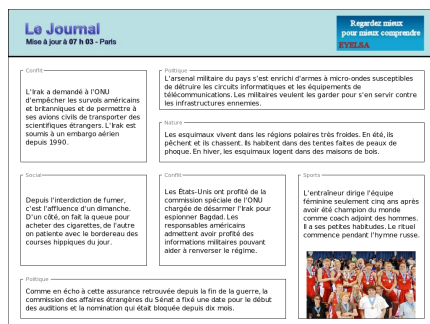 Le Journal
Mise à jour à 07 h 03 - Paris
Regardez mieux
pour mieux comprendre
EYELSA
Conflit
L'Irak a demandé à l'ONU
d'empêcher les survols américains
et britanniques et de permettre à
ses avions civils de transporter des
scientifiques étrangers. L'Irak est
soumis à un embargo aérien
depuis 1990.
Politique
L'arsenal militaire du pays s'est enrichi d'armes à micro-ondes susceptibles
de détruire les circuits informatiques et les équipements de
télécommunications. Les militaires veulent les garder pour s'en servir contre
les infrastructures ennemies.
Nature
Les esquimaux vivent dans les régions polaires très froides. En été, ils
pêchent et ils chassent. Ils habitent dans des tentes faites de peaux de
phoque. En hiver, les esquimaux logent dans des maisons de bois.
Social
Depuis l'interdiction de fumer,
c'est l'affluence d'un dimanche.
D'un côté, on fait la queue pour
acheter des cigarettes, de l'autre
on patiente avec le bordereau des
courses hippiques du jour.
Conflit
Les États-Unis ont profité de la
commission spéciale de l'ONU
chargée de désarmer l'Irak pour
espionner Bagdad. Les
responsables américains
admettent avoir profité des
informations militaires pouvant
aider à renverser le régime.
Sports
L'entraîneur dirige l'équipe
féminine seulement cinq ans après
avoir été champion du monde
comme coach adjoint des hommes.
Il a ses petites habitudes. Le rituel
commence pendant l'hymne russe.
Politique
Comme en écho à cette assurance retrouvée depuis la fin de la guerre, la
commission des affaires étrangères du Sénat a fixé une date pour le début
des auditions et la nomination qui était bloquée depuis dix mois.